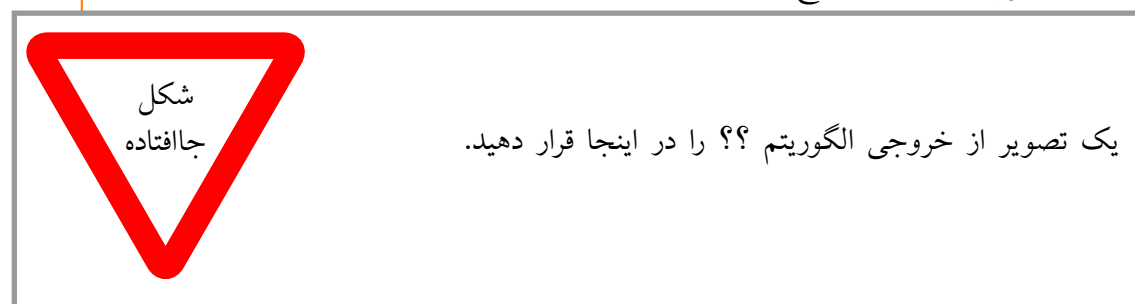 شکل
جاافتاده
یک تصویر از خروجی الگوریتم ؟؟ را در اینجا قرار دهید.